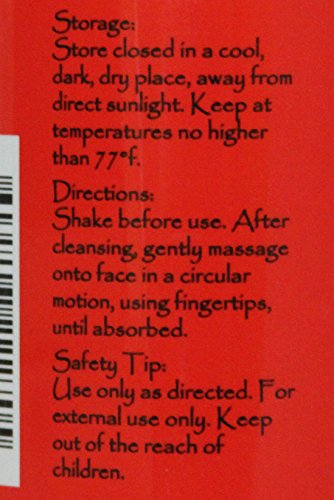 Storage:
Store closed in a cool,
dark, dry place, away from
direct sunlight. Keep at
temperatures no higher
than 77°f.
Directions:
Shake before use. After
cleansing, gently massage
onto face in a circular
motion, using fingertips,
until absorbed.
Safety Tip:
Use only as directed. For
external use only. Keep
out of the reach of
children.